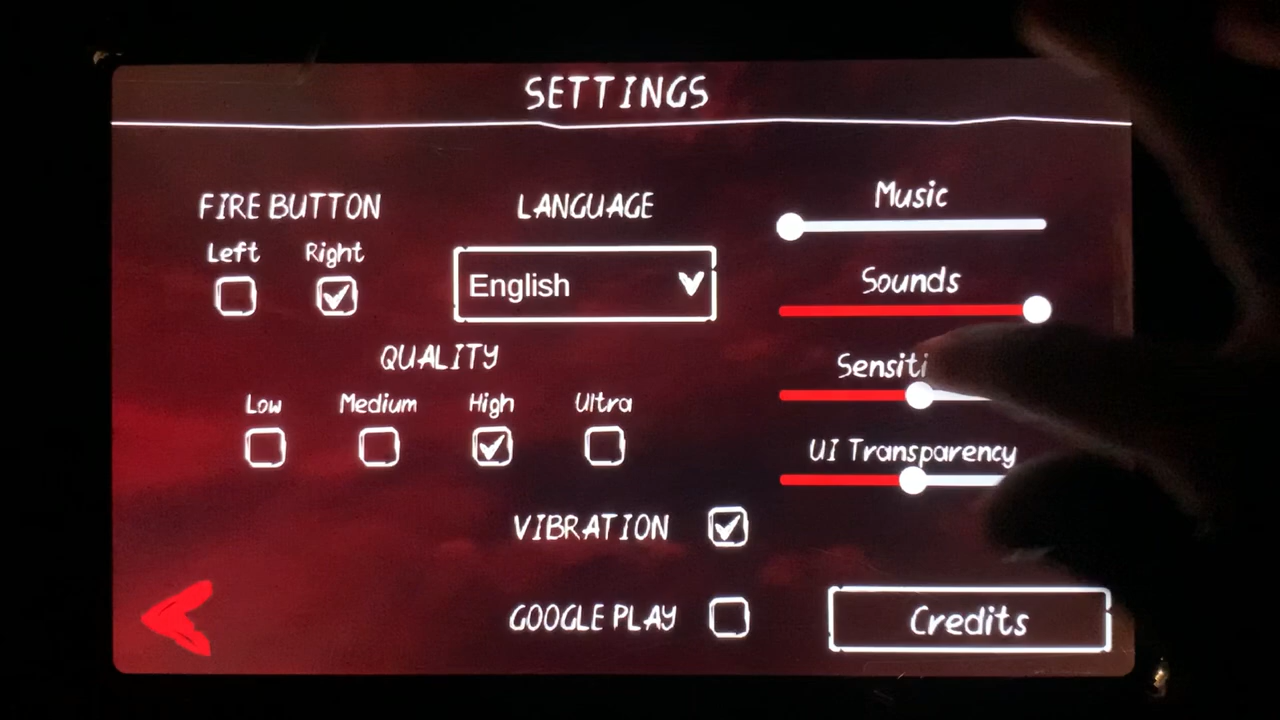 SETTINGS
FIRE BUTTON
Left Right
LANGUAGE
English
QUALITY
Low Medium High Ultra
VIBRATION
GOOGLE PLAY
Music
Sounds
Sensiti
UI Transparency
Credits